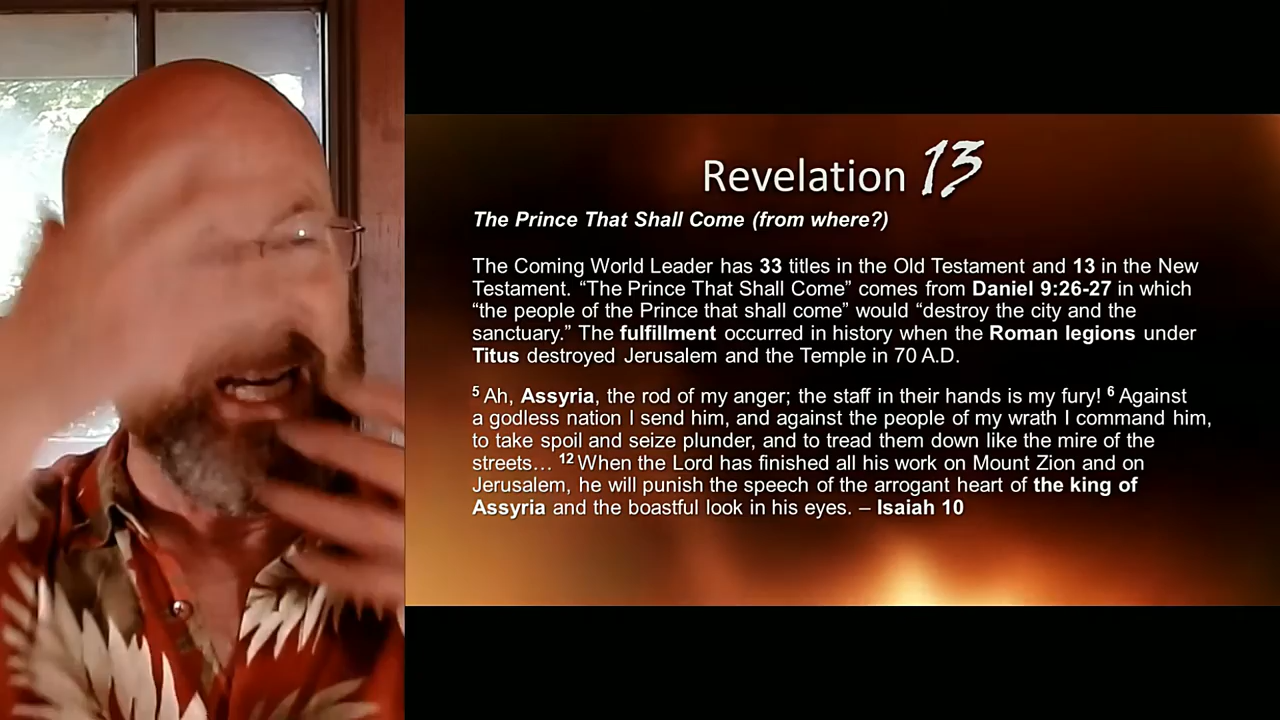 Revelation 13
The Prince That Shall Come (from where?)
The Coming World Leader has 33 titles in the Old Testament and 13 in the New
Testament. “The Prince That Shall Come” comes from Daniel 9:26-27 in which
“the people of the Prince that shall come” would “destroy the city and the
sanctuary.” The fulfillment occurred in history when the Roman legions under
Titus destroyed Jerusalem and the Temple in 70 A.D.
5 Ah, Assyria, the rod of my anger; the staff in their hands is my fury! 6 Against
a godless nation I send him, and against the people of my wrath I command him,
to take spoil and seize plunder, and to tread them down like the mire of the
streets… 12 When the Lord has finished all his work on Mount Zion and on
Jerusalem, he will punish the speech of the arrogant heart of the king of
Assyria and the boastful look in his eyes. – Isaiah 10